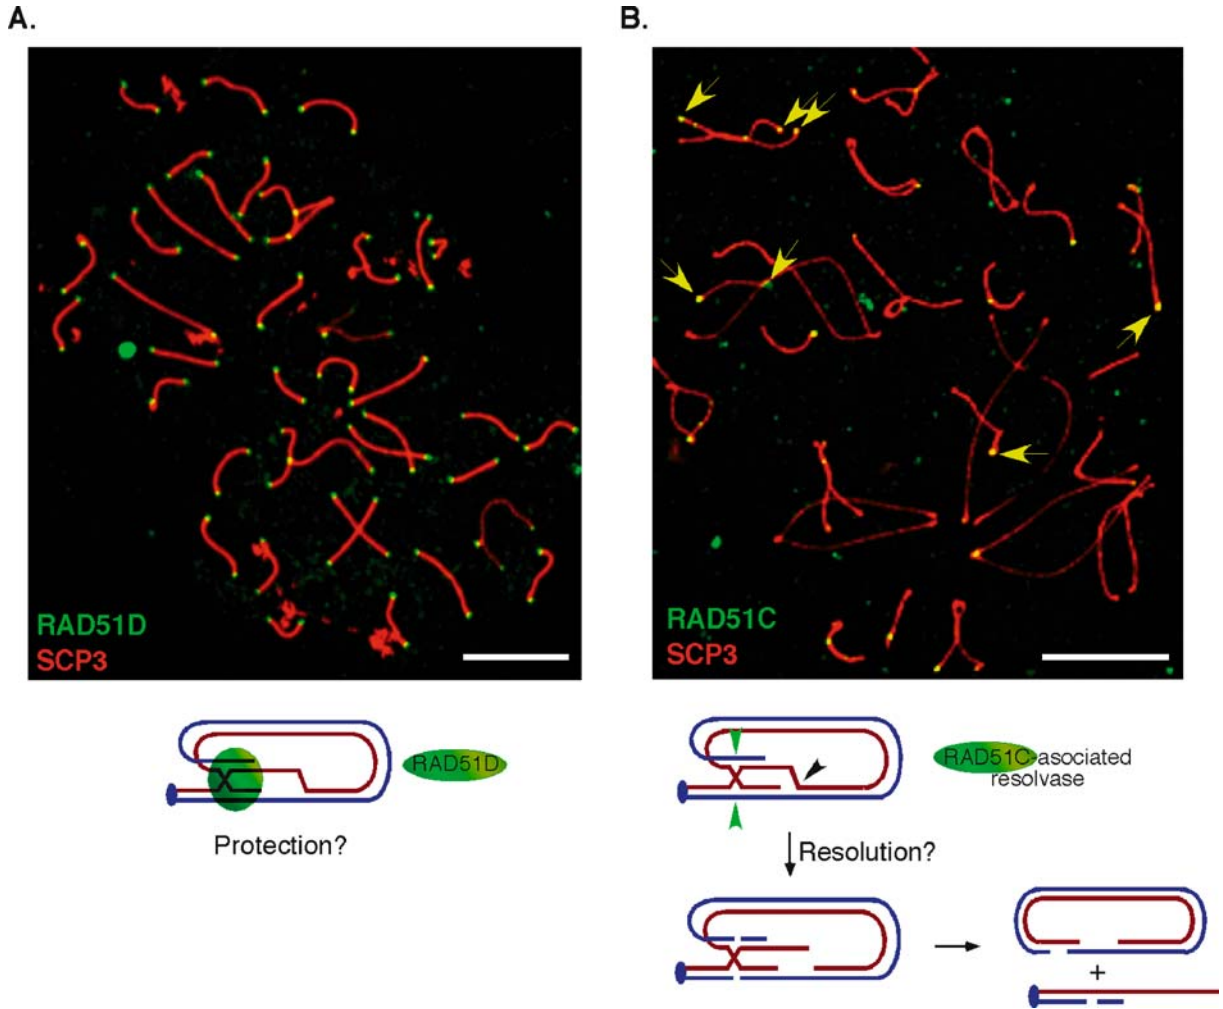 A.
B.
RAD51D
SCP3
RAD51C
SCP3
RAD51D
Protection?
RAD51C-asociated
resolvase
Resolution?
+